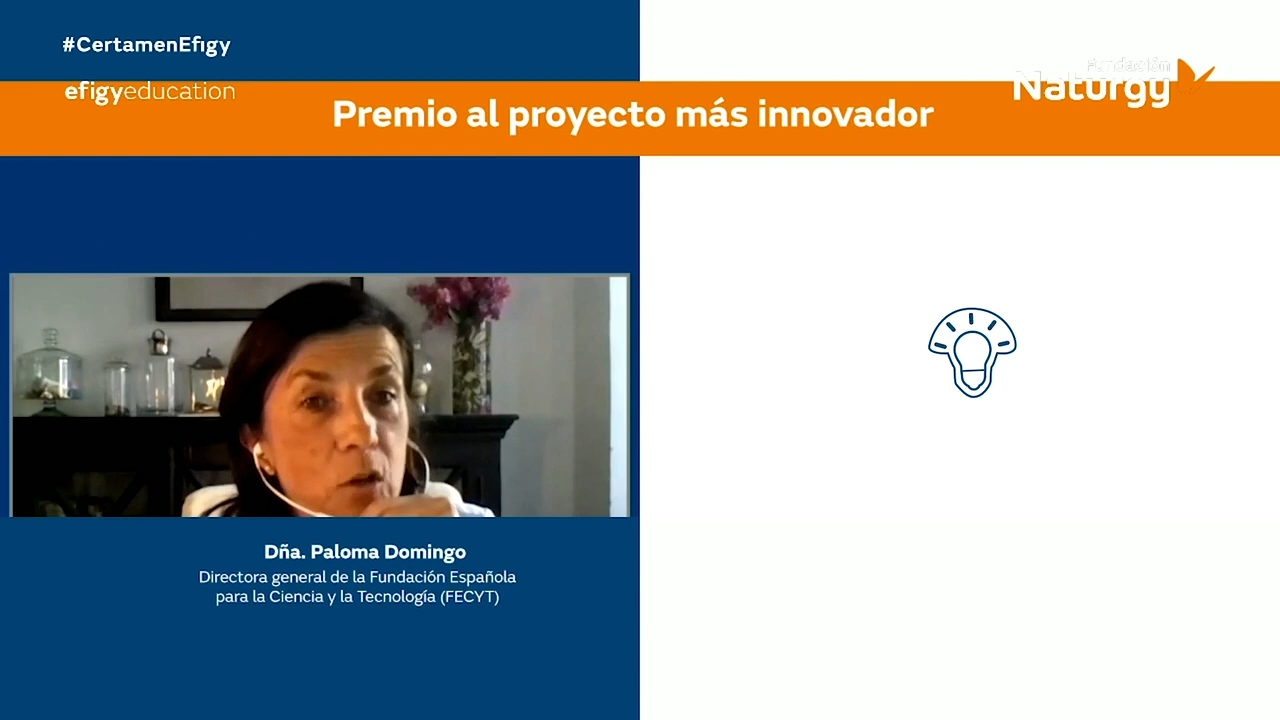 #CertamenEfigy
efigyeducation
Premio al proyecto más innovador
Fundación
Naturgy
Dña. Paloma Domingo
Directora general de la Fundación Española
para la Ciencia y la Tecnología (FECYT)